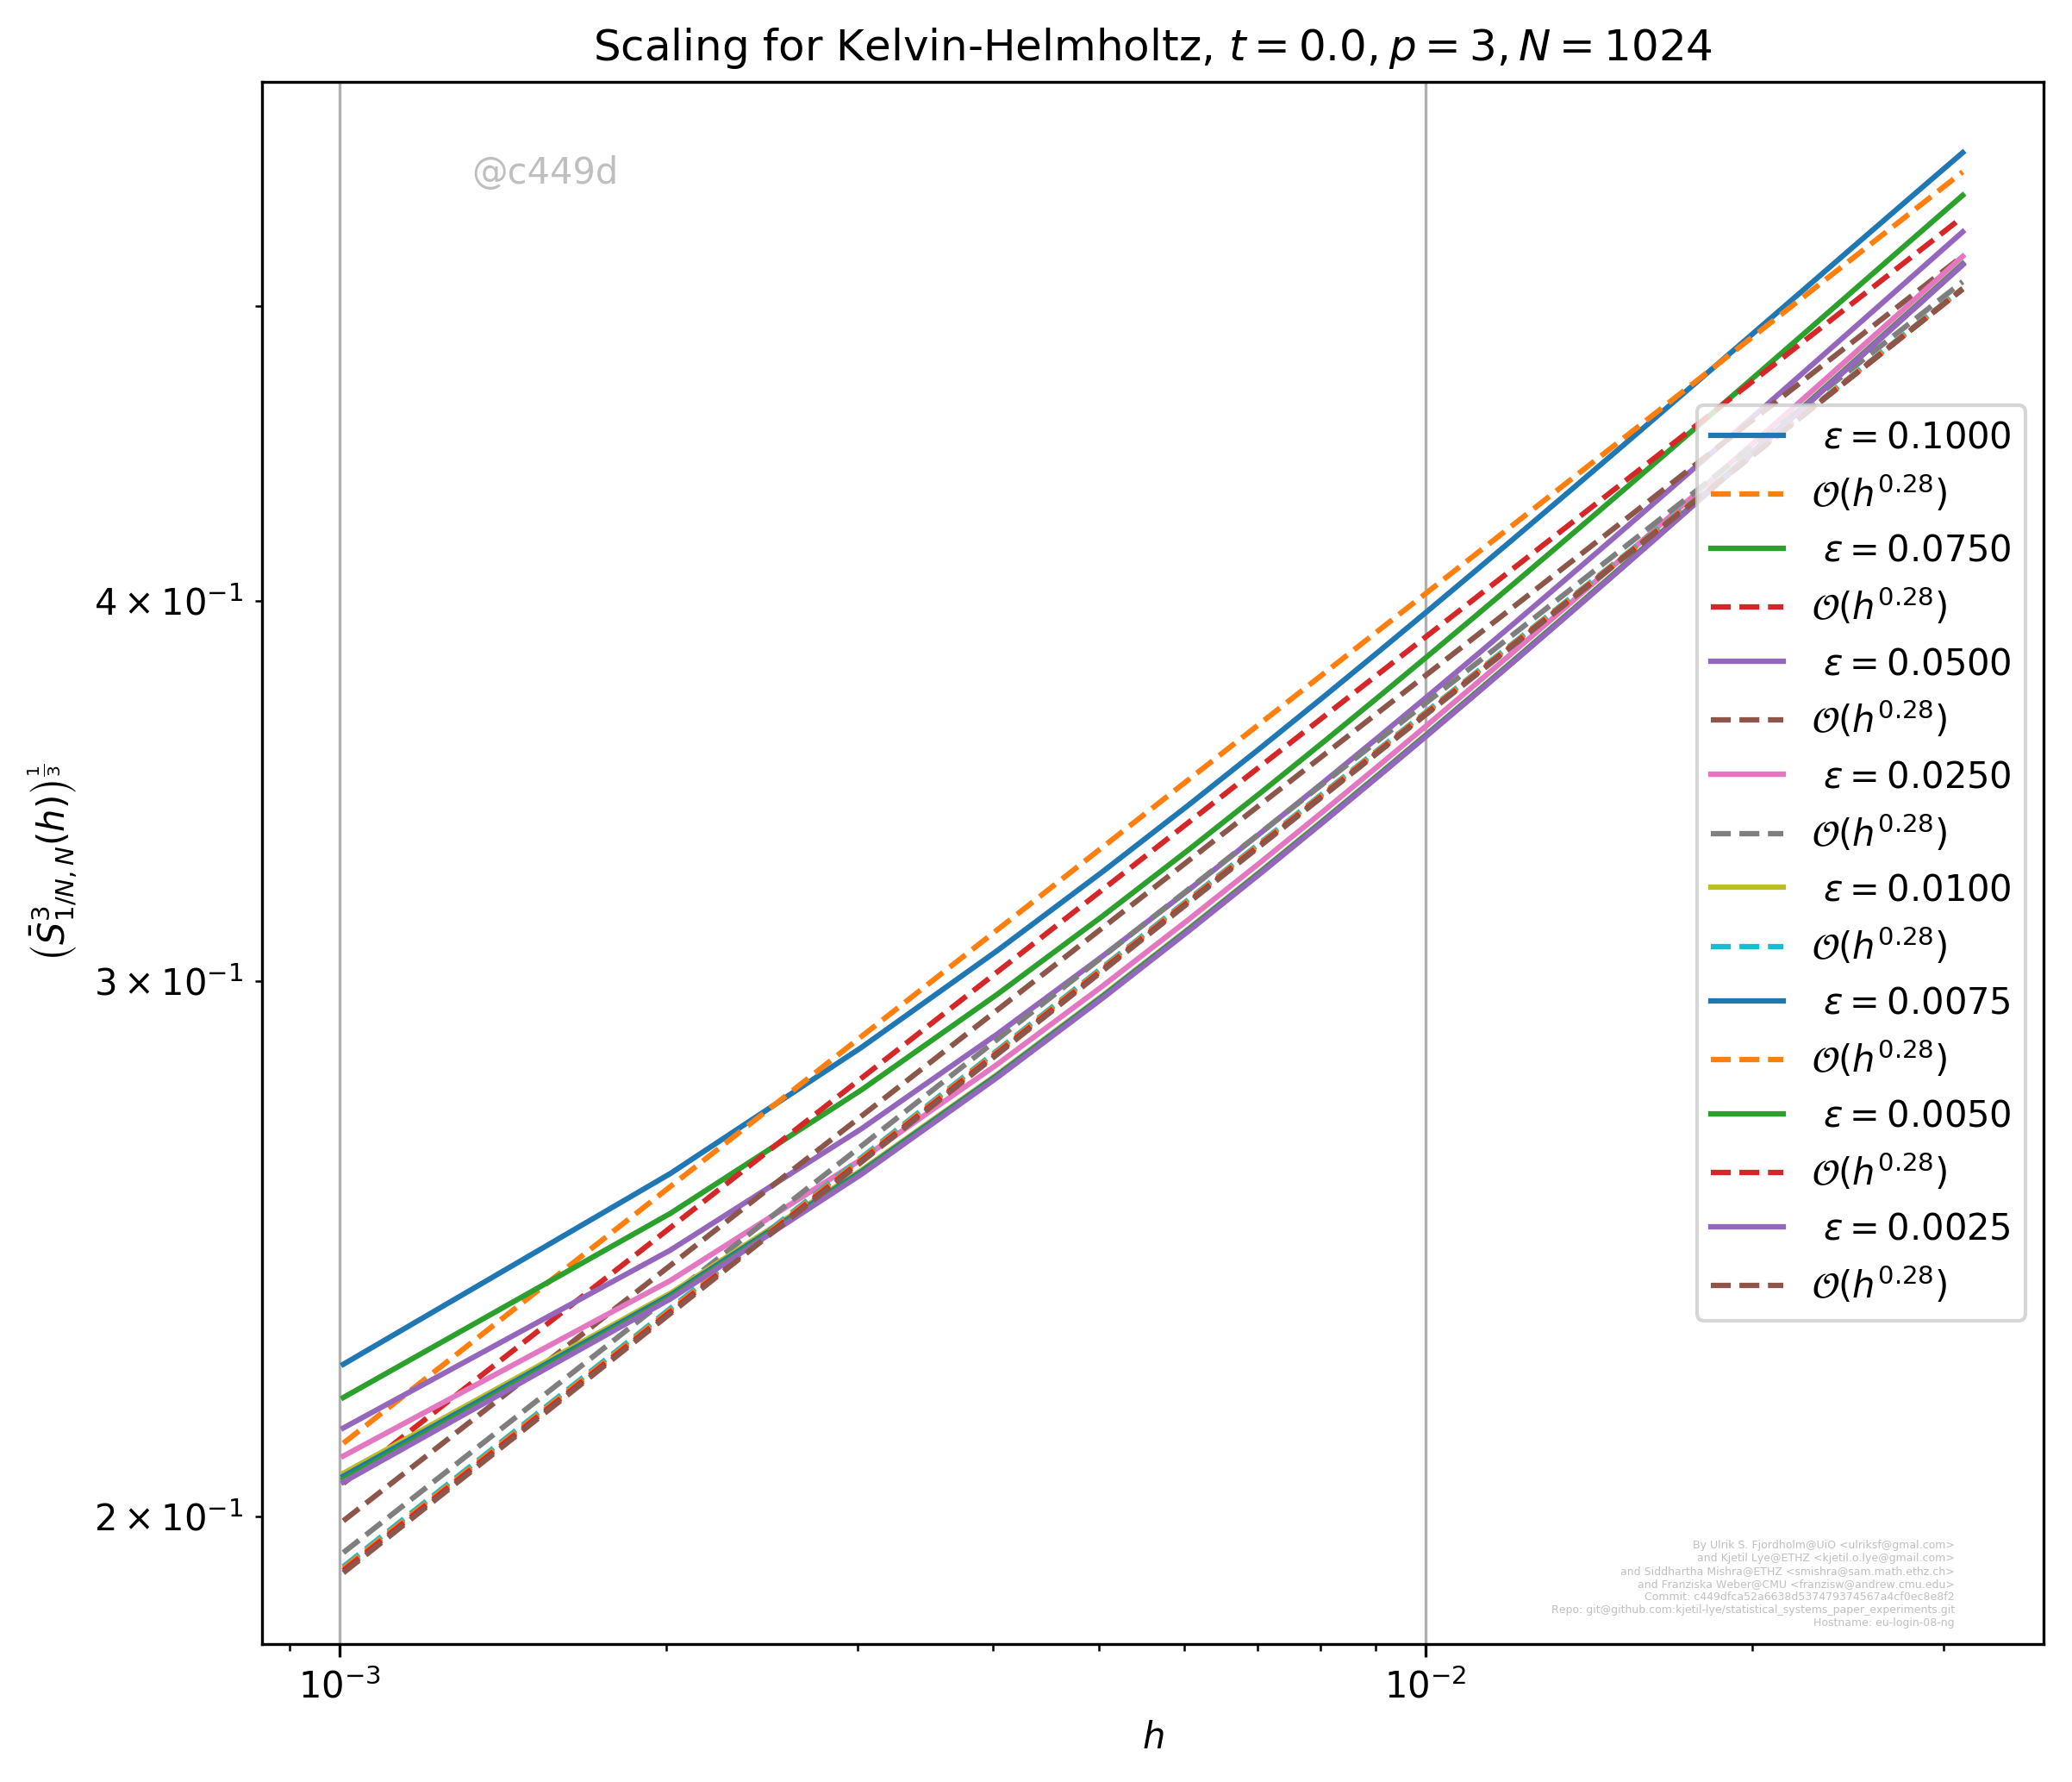 Scaling for Kelvin-Helmholtz, t = 0.0, p = 3, N = 1024
@c449d
(S̄³₁/N, N(h))^(1/3)
4 × 10⁻¹
3 × 10⁻¹
2 × 10⁻¹
ε = 0.1000
𝒪(h^0.28)
ε = 0.0750
𝒪(h^0.28)
ε = 0.0500
𝒪(h^0.28)
ε = 0.0250
𝒪(h^0.28)
ε = 0.0100
𝒪(h^0.28)
ε = 0.0075
𝒪(h^0.28)
ε = 0.0050
𝒪(h^0.28)
ε = 0.0025
𝒪(h^0.28)
By Ulrik S. Fjordholm@UiO <ulriksf@gmal.com>
and Kjetil Lye@ETHZ <kjetil.o.lye@gmail.com>
and Siddhartha Mishra@ETHZ <smishra@sam.math.ethz.ch>
and Franziska Weber@CMU <franzisw@andrew.cmu.edu>
Commit: c449dfca52a6638d537479374567a4cf0ec8e8f2
Repo: git@github.com:kjetil-lye/statistical_systems_paper_experiments.git
Hostname: eu-login-08-ng
10⁻³
10⁻²
h